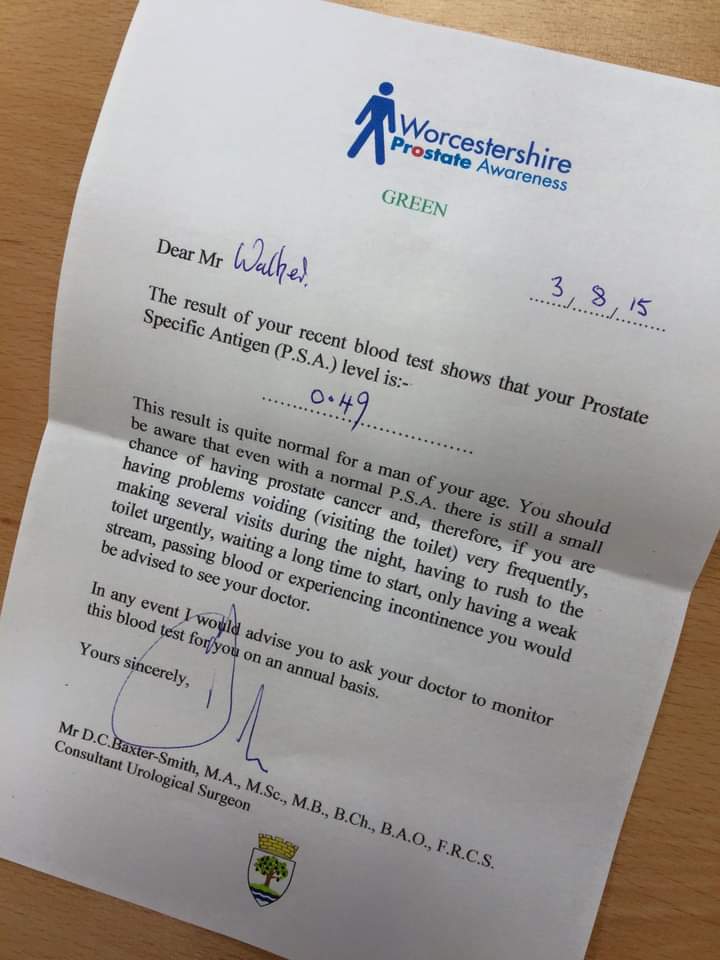 Worcestershire
Prostate Awareness
GREEN
Dear Mr Walker.
3/8/15
The result of your recent blood test shows that your Prostate
Specific Antigen (P.S.A.) level is:-
0.49
This result is quite normal for a man of your age. You should
be aware that even with a normal P.S.A. there is still a small
chance of having prostate cancer and, therefore, if you are
having problems voiding (visiting the toilet) very frequently,
making several visits during the night, having to rush to the
toilet urgently, waiting a long time to start, only having a weak
stream, passing blood or experiencing incontinence you would
be advised to see your doctor.
In any event I would advise you to ask your doctor to monitor
this blood test for you on an annual basis.
Yours sincerely,
Mr D.C.Baxter-Smith, M.A., M.Sc., M.B., B.Ch., B.A.O., F.R.C.S.
Consultant Urological Surgeon